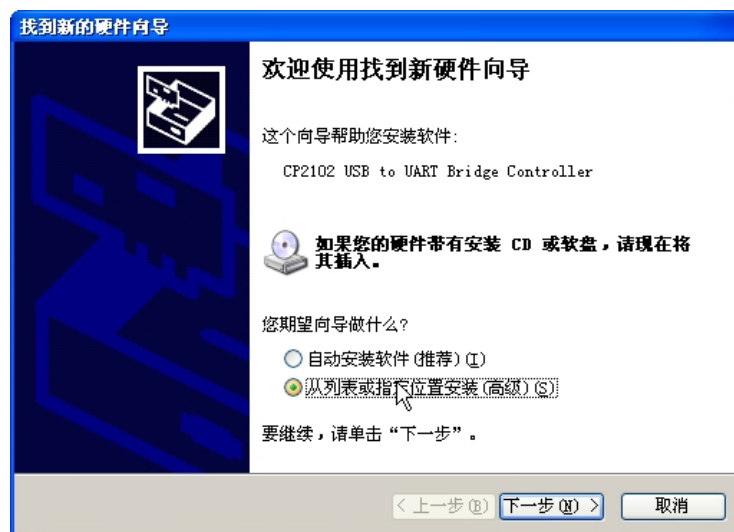 找到新的硬件向导
欢迎使用找到新硬件向导
这个向导帮助您安装软件:
CP2102 USB to UART Bridge Controller
如果您的硬件带有安装 CD 或软盘，请现在将
其插入。
您期望向导做什么?
自动安装软件(推荐)(I)
从列表或指定位置安装(高级)(S)
要继续，请单击“下一步”。
< 上一步(B)
下一步(N) >
取消